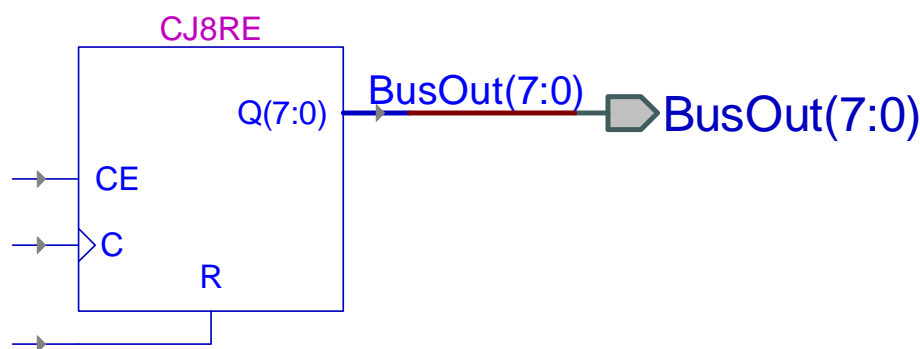 CJ8RE
Q(7:0)
BusOut(7:0)
BusOut(7:0)
CE
C
R